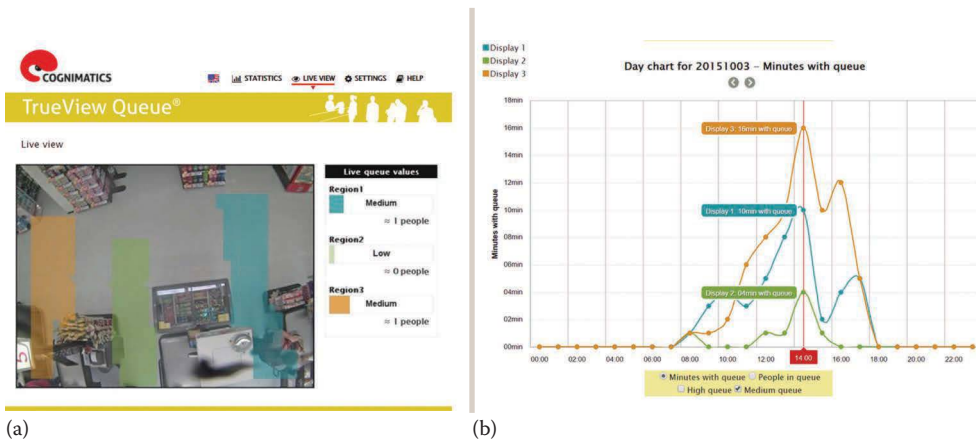 COGNIMATICS
STATISTICS LIVE VIEW SETTINGS HELP
TrueView Queue®
Live view
Live queue values
Region1
Medium
≈ 1 people
Region2
Low
≈ 0 people
Region3
Medium
≈ 1 people
5
(a)
Display 1
Display 2
Display 3
Day chart for 20151003 – Minutes with queue
Minutes with queue
18min
16min
14min
12min
10min
08min
06min
04min
02min
00min
Display 3: 16min with queue
Display 1: 10min with queue
Display 2: 04min with queue
00:00 02:00 04:00 06:00 08:00 10:00 12:00 14:00 16:00 18:00 20:00 22:00
Minutes with queue People in queue
High queue Medium queue
(b)